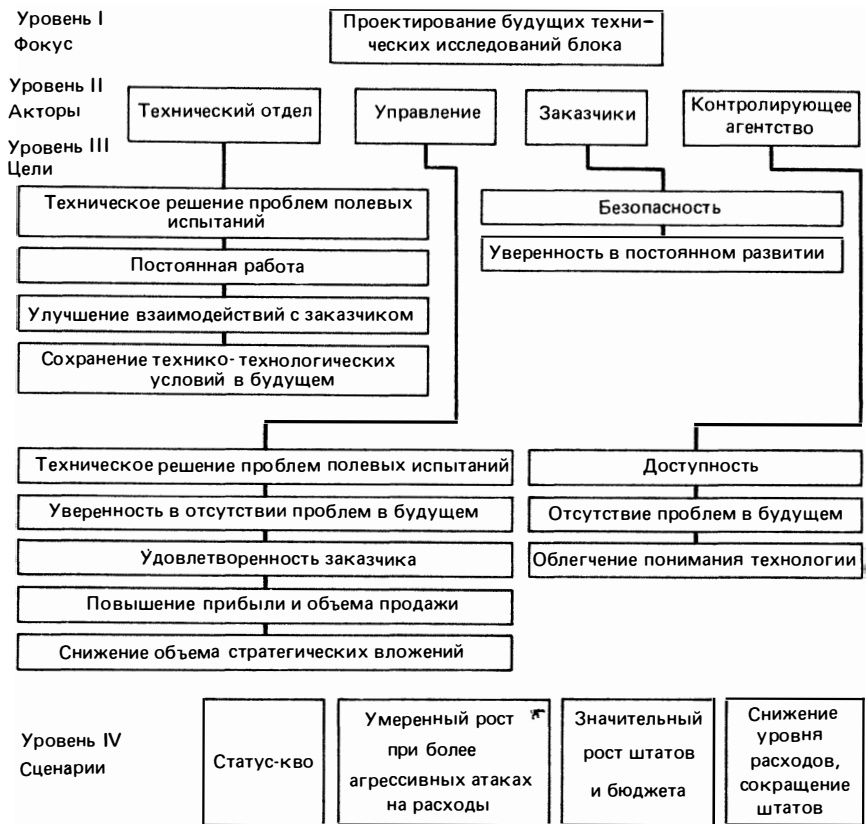 Уровень I
Фокус
Проектирование будущих техни–
ческих исследований блока
Уровень II
Акторы
Технический отдел
Управление
Заказчики
Контролирующее
агентство
Уровень III
Цели
Техническое решение проблем полевых
испытаний
Постоянная работа
Улучшение взаимодействий с заказчиком
Сохранение технико-технологических
условий в будущем
Безопасность
Уверенность в постоянном развитии
Техническое решение проблем полевых испытаний
Уверенность в отсутствии проблем в будущем
Удовлетворенность заказчика
Повышение прибыли и объема продажи
Снижение объема стратегических вложений
Доступность
Отсутствие проблем в будущем
Облегчение понимания технологии
Уровень IV
Сценарии
Статус-кво
Умеренный рост
при более
агрессивных атаках
на расходы
Значительный
рост штатов
и бюджета
Снижение
уровня
расходов,
сокращение
штатов